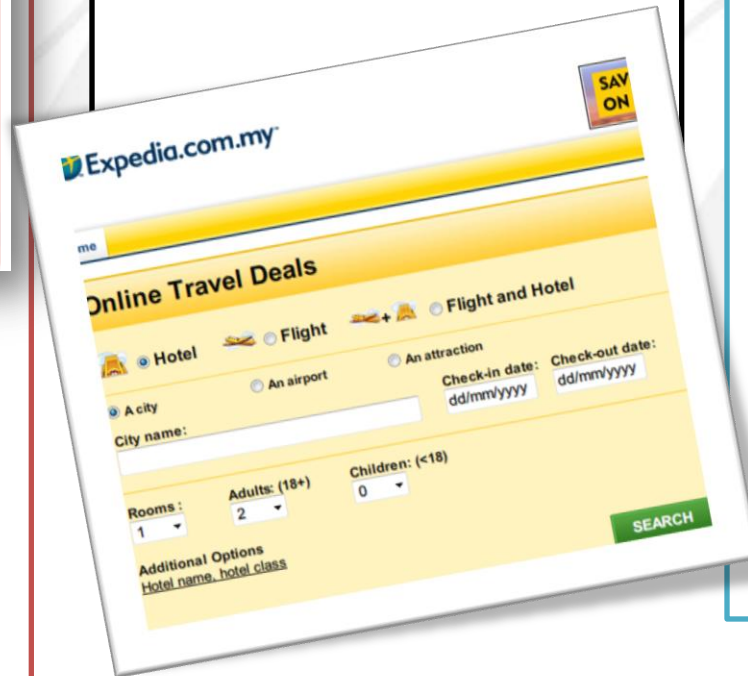 SAV
ON
Expedia.com.my
me
Online Travel Deals
Hotel Flight + Flight and Hotel
A city An airport An attraction
City name: Check-in date: Check-out date:
dd/mm/yyyy dd/mm/yyyy
Rooms : Adults: (18+) Children: (<18)
1 2 0
Additional Options
Hotel name, hotel class
SEARCH